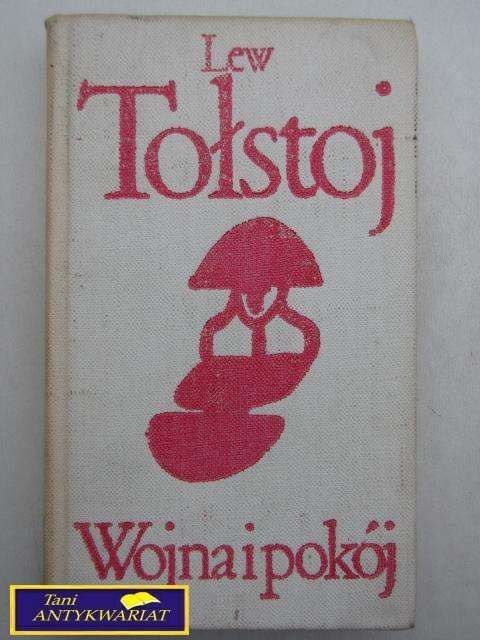 Lew
Tołstoj
Wojna i pokój
Tani
ANTYKWARIAT